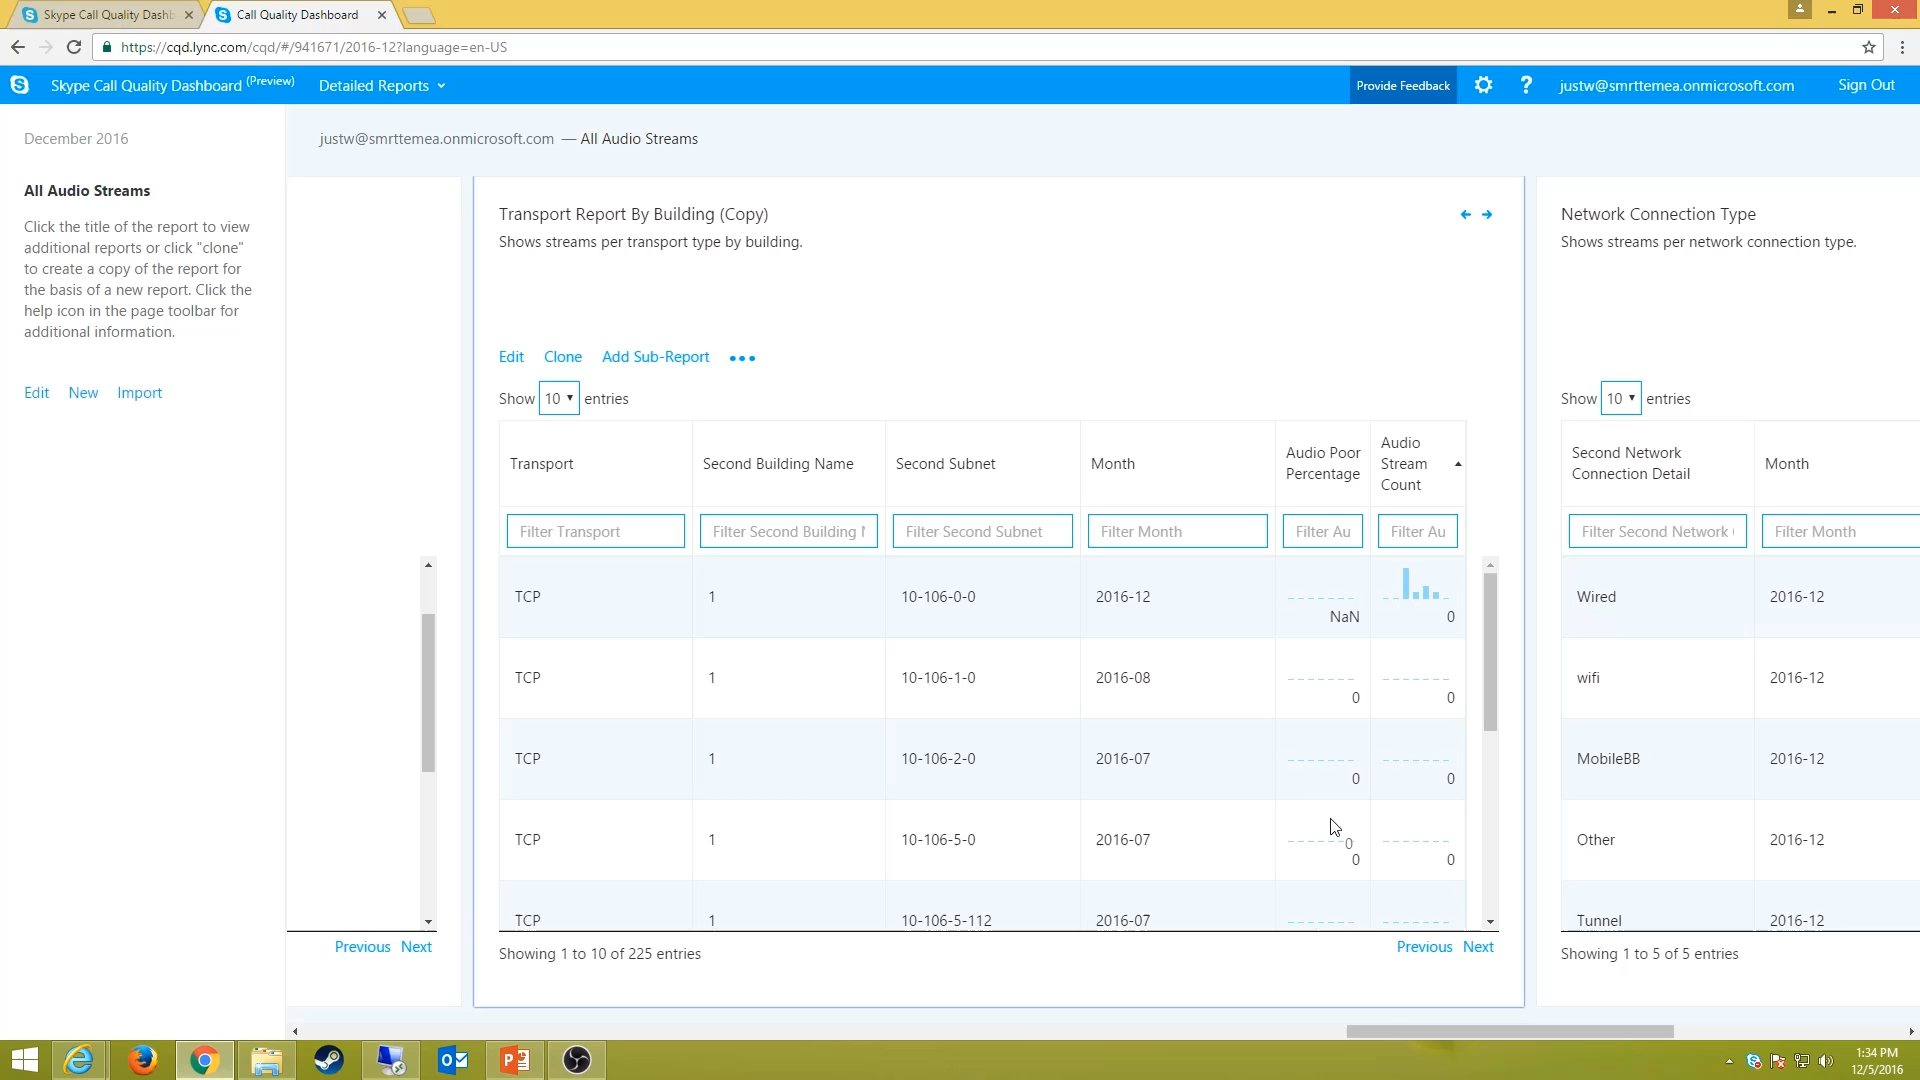 Skype Call Quality Dashb
Call Quality Dashboard
https://cqd.lync.com/cqd/#/941671/2016-12?language=en-US
Skype Call Quality Dashboard (Preview)
Detailed Reports
Provide Feedback
?
justw@smrttemea.onmicrosoft.com
Sign Out
December 2016
All Audio Streams
Click the title of the report to view
additional reports or click "clone"
to create a copy of the report for
the basis of a new report. Click the
help icon in the page toolbar for
additional information.
Edit New Import
justw@smrttemea.onmicrosoft.com — All Audio Streams
Previous Next
Transport Report By Building (Copy)
Shows streams per transport type by building.
Edit Clone Add Sub-Report
Show 10 entries
Transport Second Building Name Second Subnet Month Audio Poor Percentage Audio Stream Count
Filter Transport Filter Second Building Filter Second Subnet Filter Month Filter Au Filter Au
TCP 1 10-106-0-0 2016-12 NaN 0
TCP 1 10-106-1-0 2016-08 0 0
TCP 1 10-106-2-0 2016-07 0 0
TCP 1 10-106-5-0 2016-07 0 0 0
TCP 1 10-106-5-112 2016-07
Showing 1 to 10 of 225 entries
Previous Next
Network Connection Type
Shows streams per network connection type.
Show 10 entries
Second Network Connection Detail Month
Filter Second Network Filter Month
Wired 2016-12
wifi 2016-12
MobileBB 2016-12
Other 2016-12
Tunnel 2016-12
Showing 1 to 5 of 5 entries
1:34 PM
12/5/2016